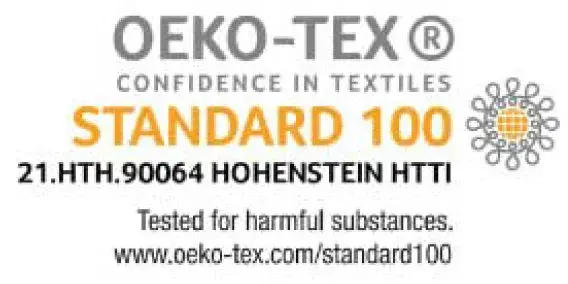 OEKO-TEX®
CONFIDENCE IN TEXTILES
STANDARD 100
21.HTH.90064 HOHENSTEIN HTTI
Tested for harmful substances.
www.oeko-tex.com/standard100